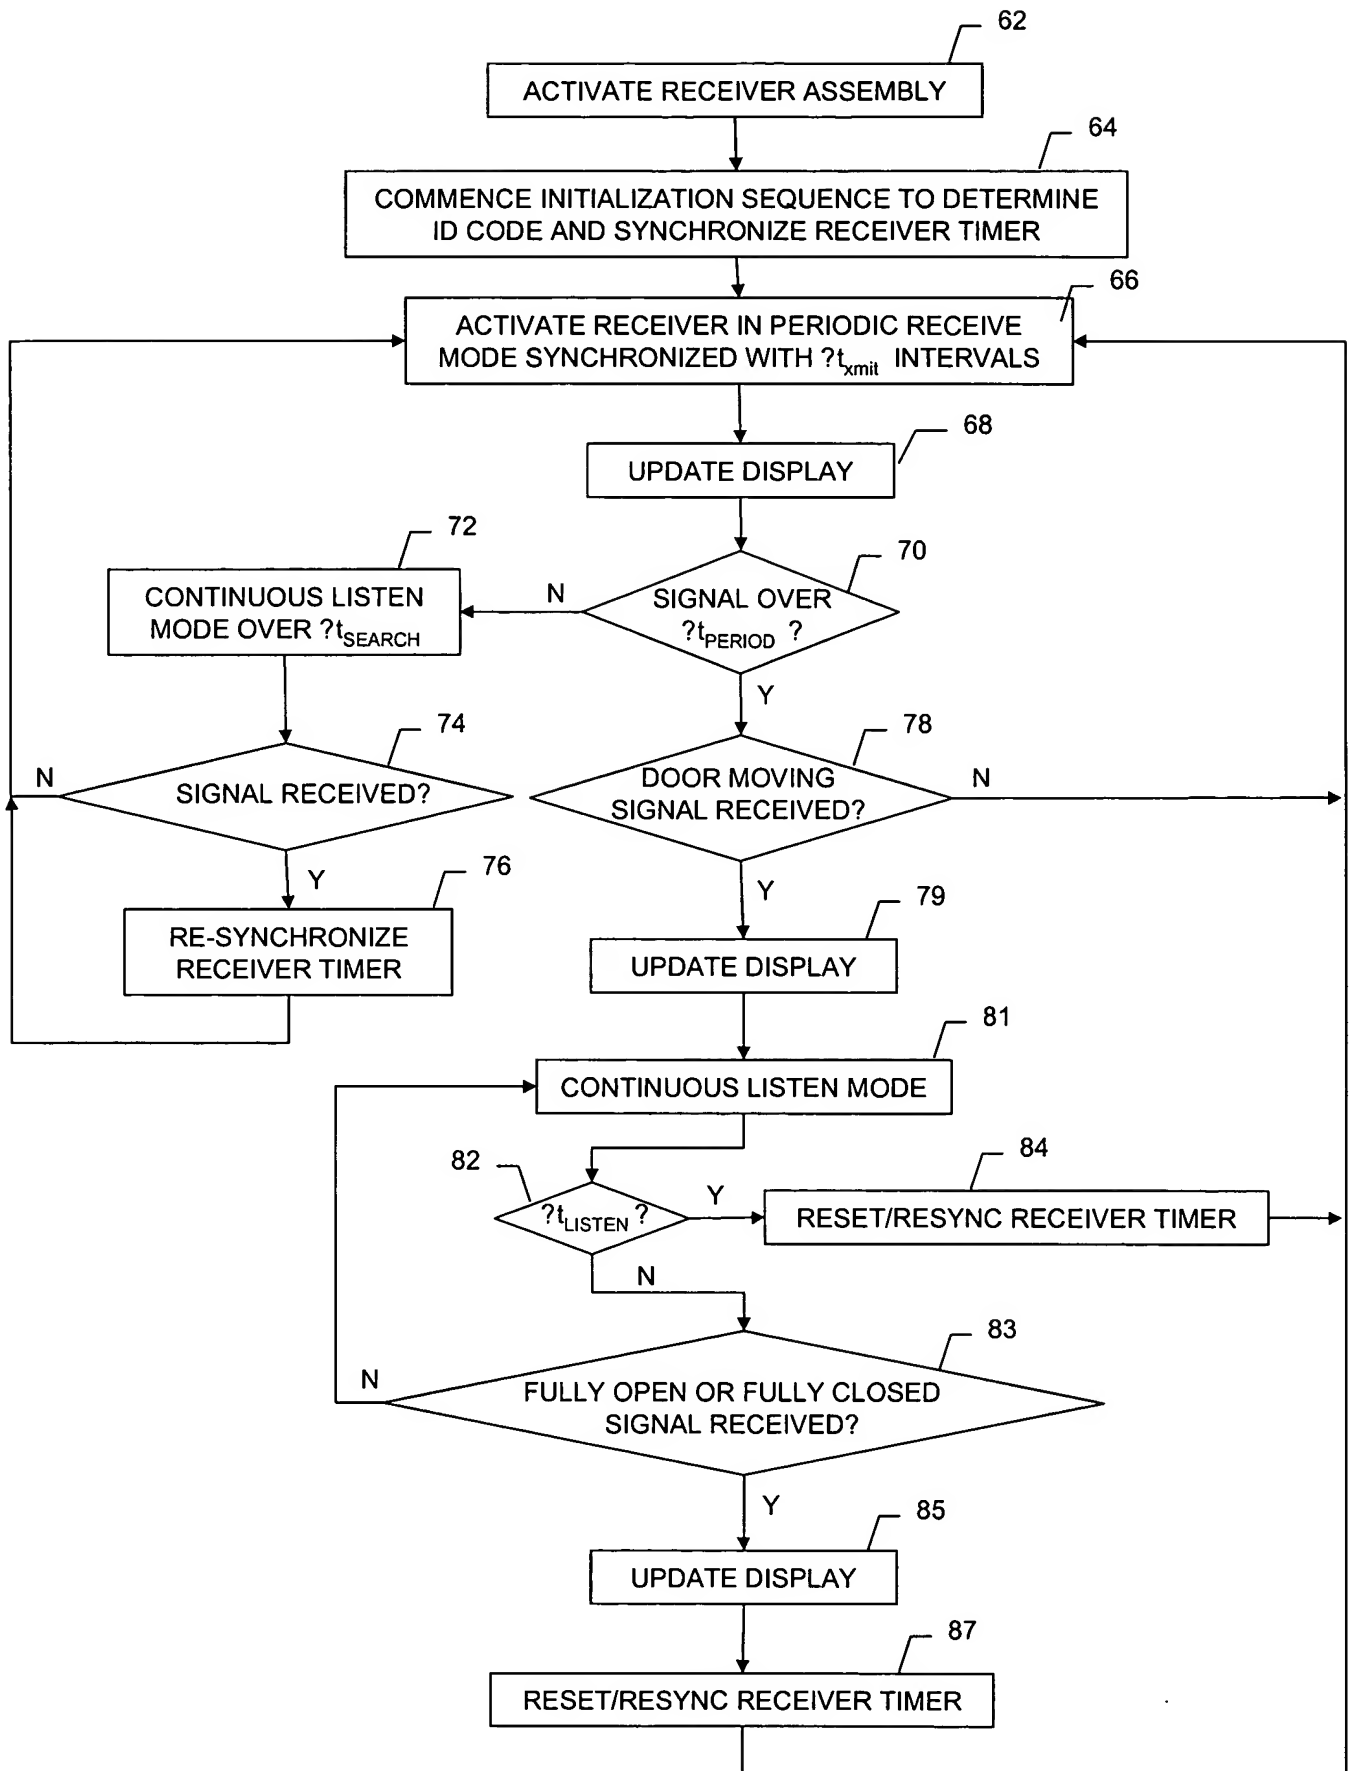 62
ACTIVATE RECEIVER ASSEMBLY
64
COMMENCE INITIALIZATION SEQUENCE TO DETERMINE
ID CODE AND SYNCHRONIZE RECEIVER TIMER
66
ACTIVATE RECEIVER IN PERIODIC RECEIVE
MODE SYNCHRONIZED WITH ?t_xmit INTERVALS
68
UPDATE DISPLAY
70
SIGNAL OVER
?t_PERIOD ?
N
Y
72
CONTINUOUS LISTEN
MODE OVER ?t_SEARCH
74
SIGNAL RECEIVED?
N
Y
76
RE-SYNCHRONIZE
RECEIVER TIMER
78
DOOR MOVING
SIGNAL RECEIVED?
N
Y
79
UPDATE DISPLAY
81
CONTINUOUS LISTEN MODE
82
?t_LISTEN ?
Y
N
84
RESET/RESYNC RECEIVER TIMER
83
FULLY OPEN OR FULLY CLOSED
SIGNAL RECEIVED?
N
Y
85
UPDATE DISPLAY
87
RESET/RESYNC RECEIVER TIMER